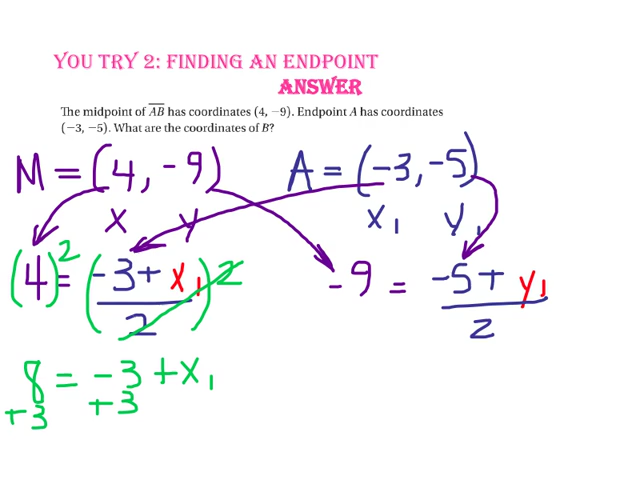 YOU TRY 2: FINDING AN ENDPOINT
ANSWER
The midpoint of AB has coordinates (4, −9). Endpoint A has coordinates
(−3, −5). What are the coordinates of B?
M = (4, -9) A = (-3, -5)
x y x₁ y₁
(4)² = (-3 + x₁)2 -9 = -5 + y₁
2 2
8 = -3 + x₁
+3 +3